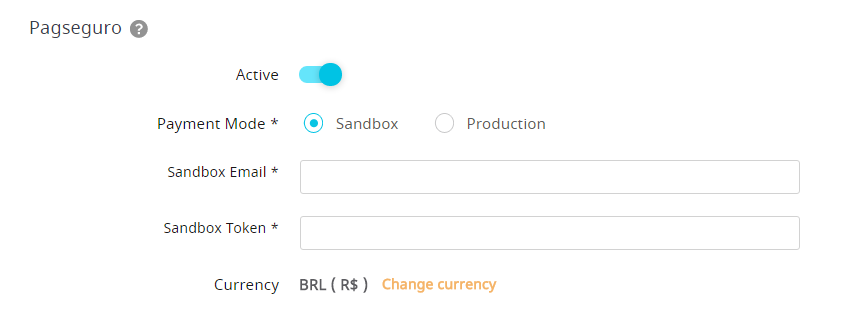 Pagseguro ?
Active
Payment Mode * Sandbox Production
Sandbox Email *
Sandbox Token *
Currency BRL ( R$ ) Change currency